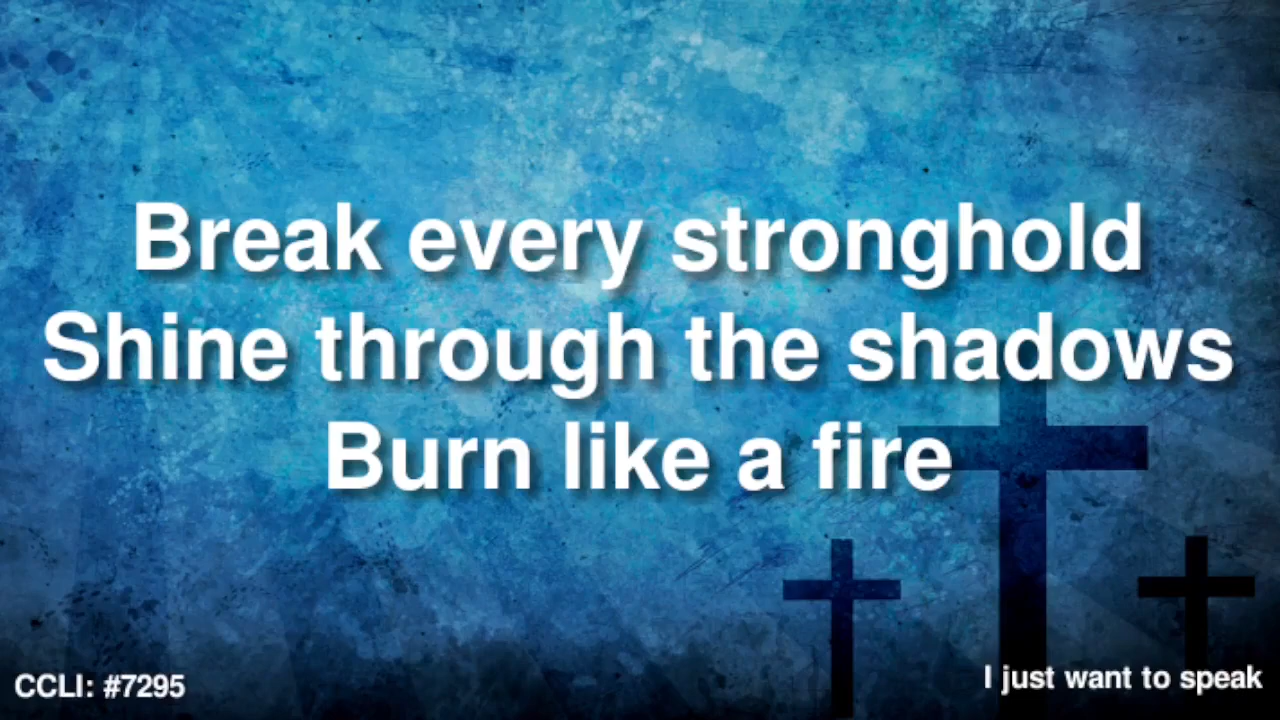 Break every stronghold
Shine through the shadows
Burn like a fire
CCLI: #7295
I just want to speak